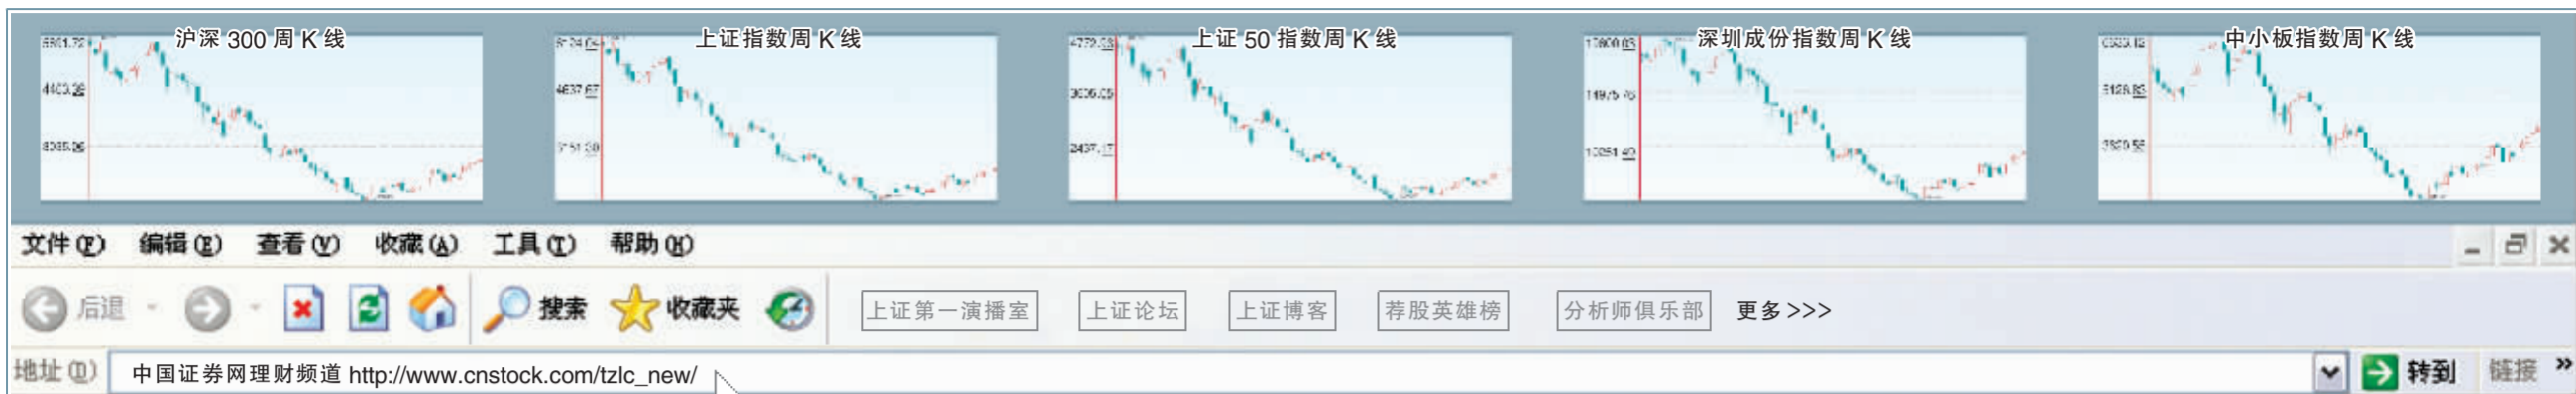 沪深 300 周 K 线
上证指数周 K 线
上证 50 指数周 K 线
深圳成份指数周 K 线
中小板指数周 K 线
文件(F) 编辑(E) 查看(V) 收藏(A) 工具(T) 帮助(H)
后退 搜索 收藏夹 上证第一演播室 上证论坛 上证博客 荐股英雄榜 分析师俱乐部 更多>>>
地址(D) 中国证券网理财频道 http://www.cnstock.com/tzlc_new/ 转到 链接 »